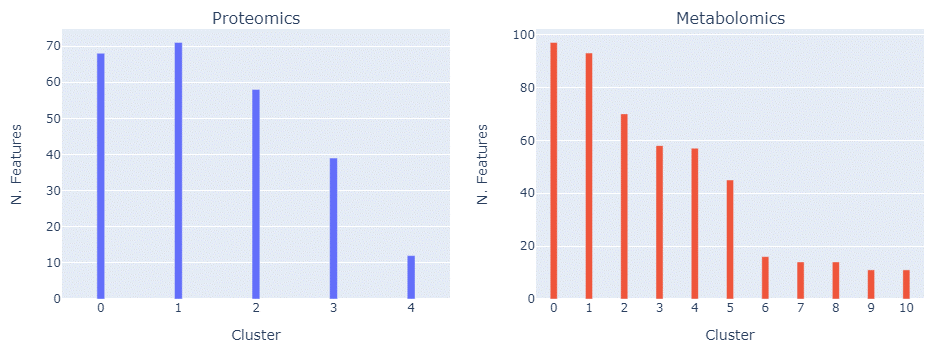 Proteomics
N. Features
70
60
50
40
30
20
10
0
0 1 2 3 4
Cluster
Metabolomics
N. Features
100
80
60
40
20
0
0 1 2 3 4 5 6 7 8 9 10
Cluster